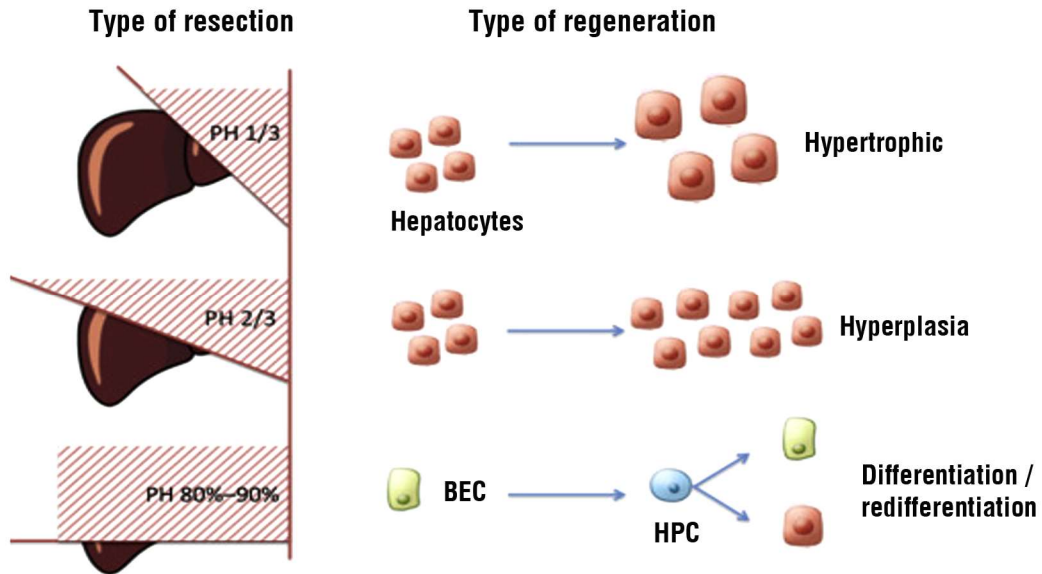 Type of resection
Type of regeneration
PH 1/3
Hepatocytes
Hypertrophic
PH 2/3
Hyperplasia
PH 80%–90%
BEC
HPC
Differentiation /
redifferentiation